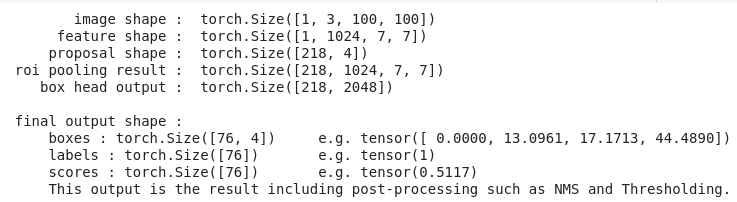 image shape :  torch.Size([1, 3, 100, 100])
feature shape :  torch.Size([1, 1024, 7, 7])
proposal shape :  torch.Size([218, 4])
roi pooling result :  torch.Size([218, 1024, 7, 7])
box head output :  torch.Size([218, 2048])
final output shape :
boxes : torch.Size([76, 4])     e.g. tensor([ 0.0000, 13.0961, 17.1713, 44.4890])
labels : torch.Size([76])       e.g. tensor(1)
scores : torch.Size([76])       e.g. tensor(0.5117)
This output is the result including post-processing such as NMS and Thresholding.